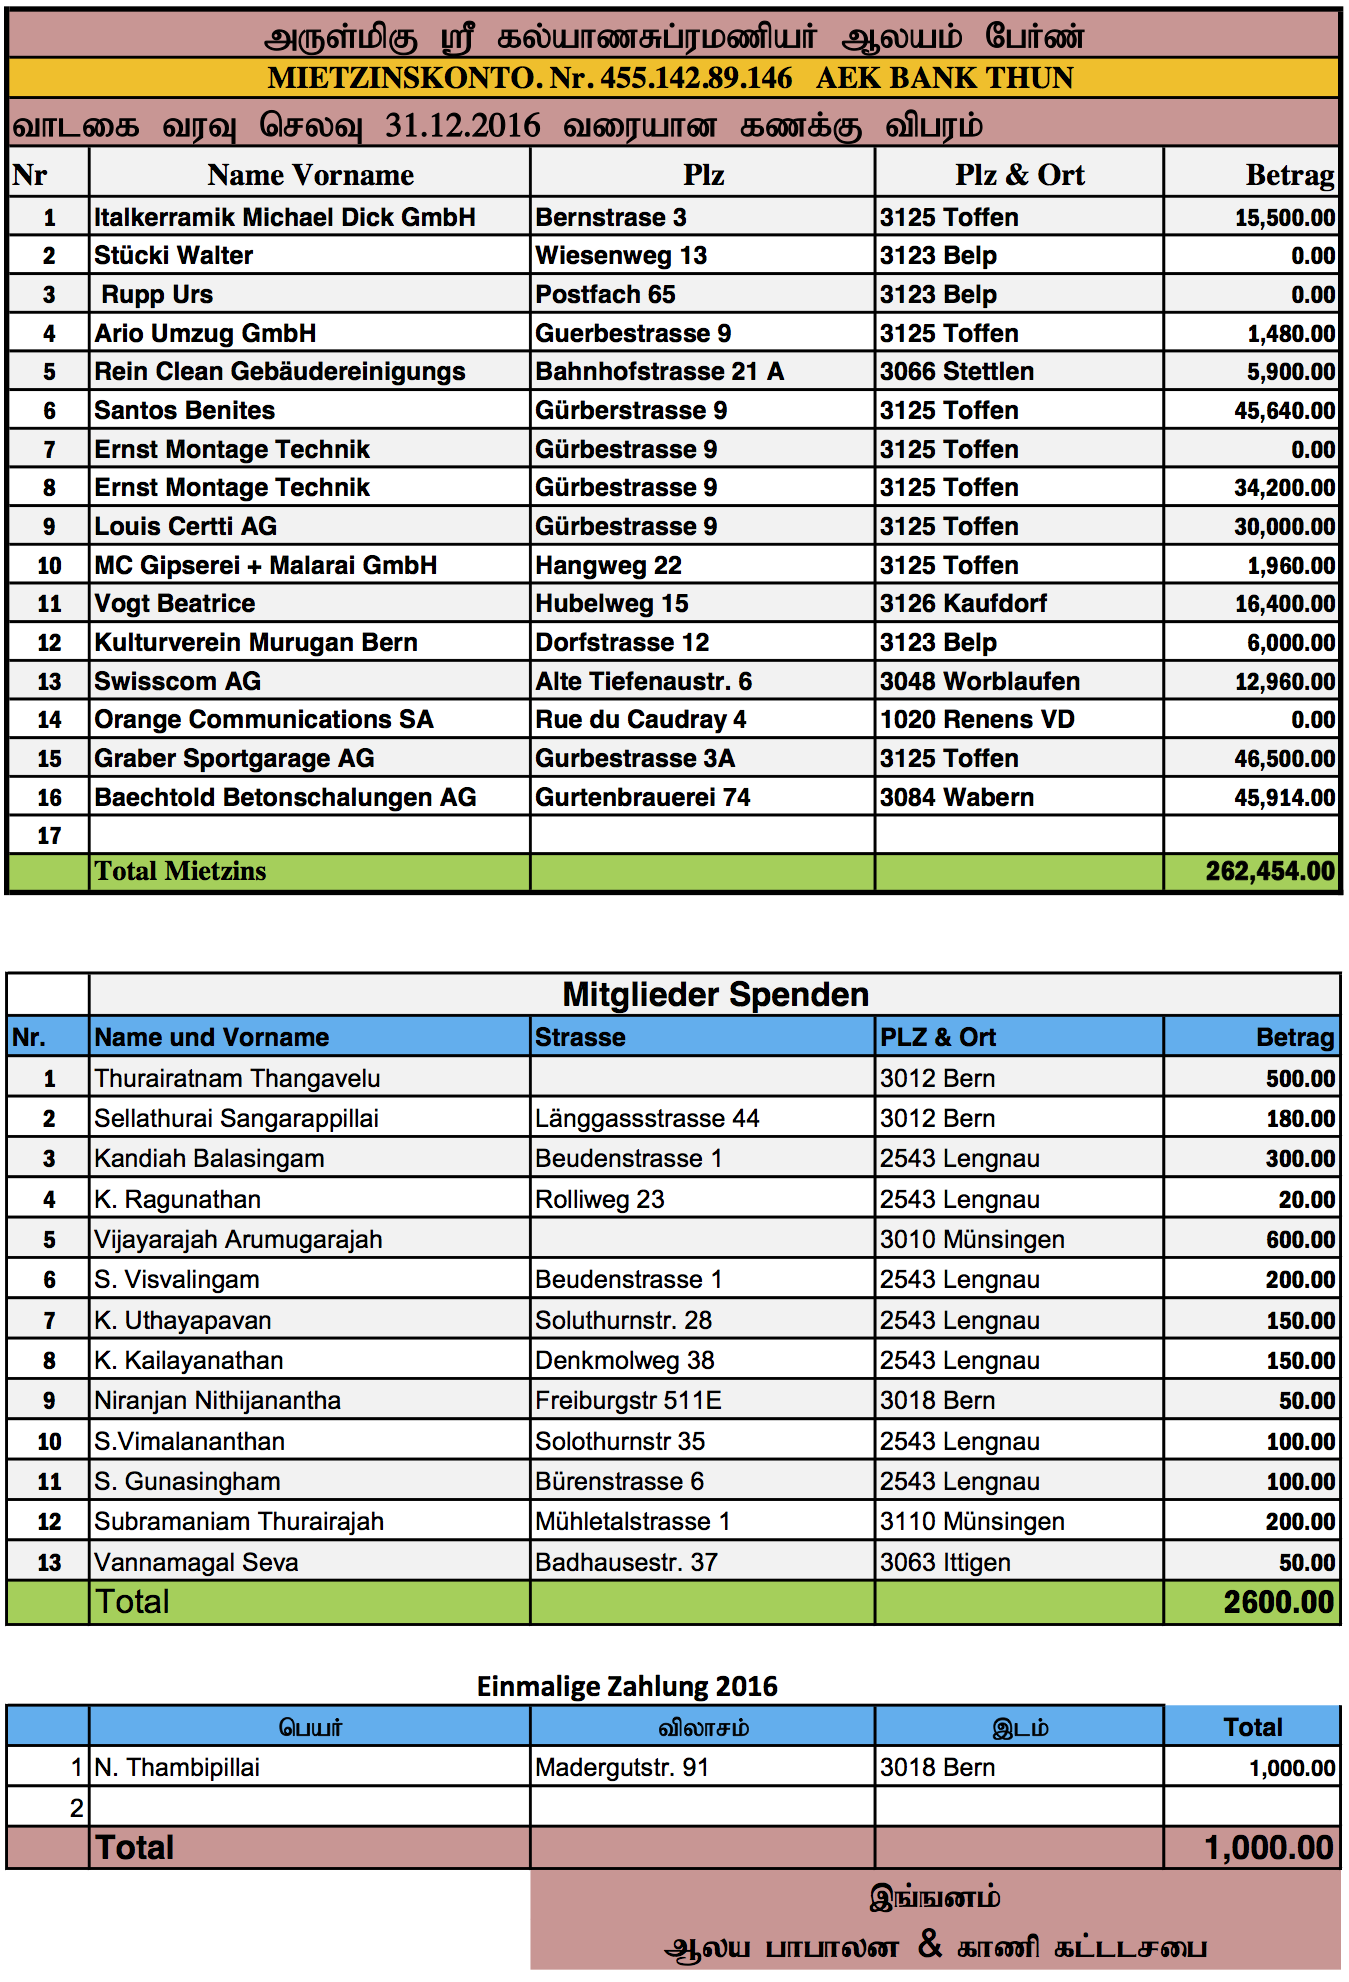 அருள்மிகு ஸ்ரீ கல்யாணசுப்ரமணியர் ஆலயம் பேர்ண்
MIETZINSKONTO. Nr. 455.142.89.146 AEK BANK THUN
வாடகை வரவு செலவு 31.12.2016 வரையான கணக்கு விபரம்
Nr Name Vorname Plz Plz & Ort Betrag
1 Italkerramik Michael Dick GmbH Bernstrase 3 3125 Toffen 15,500.00
2 Stücki Walter Wiesenweg 13 3123 Belp 0.00
3 Rupp Urs Postfach 65 3123 Belp 0.00
4 Ario Umzug GmbH Guerbestrasse 9 3125 Toffen 1,480.00
5 Rein Clean Gebäudereinigungs Bahnhofstrasse 21 A 3066 Stettlen 5,900.00
6 Santos Benites Gürberstrasse 9 3125 Toffen 45,640.00
7 Ernst Montage Technik Gürbestrasse 9 3125 Toffen 0.00
8 Ernst Montage Technik Gürbestrasse 9 3125 Toffen 34,200.00
9 Louis Certti AG Gürbestrasse 9 3125 Toffen 30,000.00
10 MC Gipserei + Malarai GmbH Hangweg 22 3125 Toffen 1,960.00
11 Vogt Beatrice Hubelweg 15 3126 Kaufdorf 16,400.00
12 Kulturverein Murugan Bern Dorfstrasse 12 3123 Belp 6,000.00
13 Swisscom AG Alte Tiefenaustr. 6 3048 Worblaufen 12,960.00
14 Orange Communications SA Rue du Caudray 4 1020 Renens VD 0.00
15 Graber Sportgarage AG Gurbestrasse 3A 3125 Toffen 46,500.00
16 Baechtold Betonschalungen AG Gurtenbrauerei 74 3084 Wabern 45,914.00
17
Total Mietzins 262,454.00
Mitglieder Spenden
Nr. Name und Vorname Strasse PLZ & Ort Betrag
1 Thurairatnam Thangavelu 3012 Bern 500.00
2 Sellathurai Sangarappillai Länggassstrasse 44 3012 Bern 180.00
3 Kandiah Balasingam Beudenstrasse 1 2543 Lengnau 300.00
4 K. Ragunathan Rolliweg 23 2543 Lengnau 20.00
5 Vijayarajah Arumugarajah 3010 Münsingen 600.00
6 S. Visvalingam Beudenstrasse 1 2543 Lengnau 200.00
7 K. Uthayapavan Soluthurnstr. 28 2543 Lengnau 150.00
8 K. Kailayanathan Denkmolweg 38 2543 Lengnau 150.00
9 Niranjan Nithijanantha Freiburgstr 511E 3018 Bern 50.00
10 S.Vimalananthan Solothurnstr 35 2543 Lengnau 100.00
11 S. Gunasingham Bürenstrasse 6 2543 Lengnau 100.00
12 Subramaniam Thurairajah Mühletalstrasse 1 3110 Münsingen 200.00
13 Vannamagal Seva Badhausestr. 37 3063 Ittigen 50.00
Total 2600.00
Einmalige Zahlung 2016
பெயர் விலாசம் இடம் Total
1 N. Thambipillai Madergutstr. 91 3018 Bern 1,000.00
2
Total 1,000.00
இங்ஙனம்
ஆலய பாபாலன & காணி கட்டடசபை